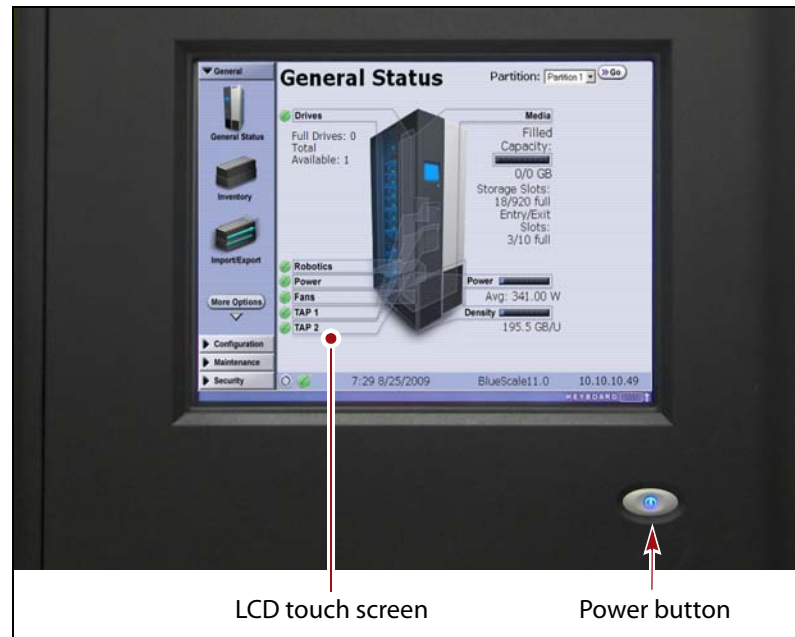 General
General Status
Partition: Partition 1 Go
Drives
Media
General Status
Full Drives: 0
Total
Available: 1
Filled
Capacity:
0/0 GB
Storage Slots:
18/920 full
Entry/Exit
Slots:
3/10 full
Inventory
Import/Export
Robotics
Power
Fans
TAP 1
TAP 2
Power
Avg: 341.00 W
Density
195.5 GB/U
More Options
Configuration
Maintenance
Security
7:29 8/25/2009
BlueScale11.0
10.10.10.49
KEYBOARD
LCD touch screen
Power button